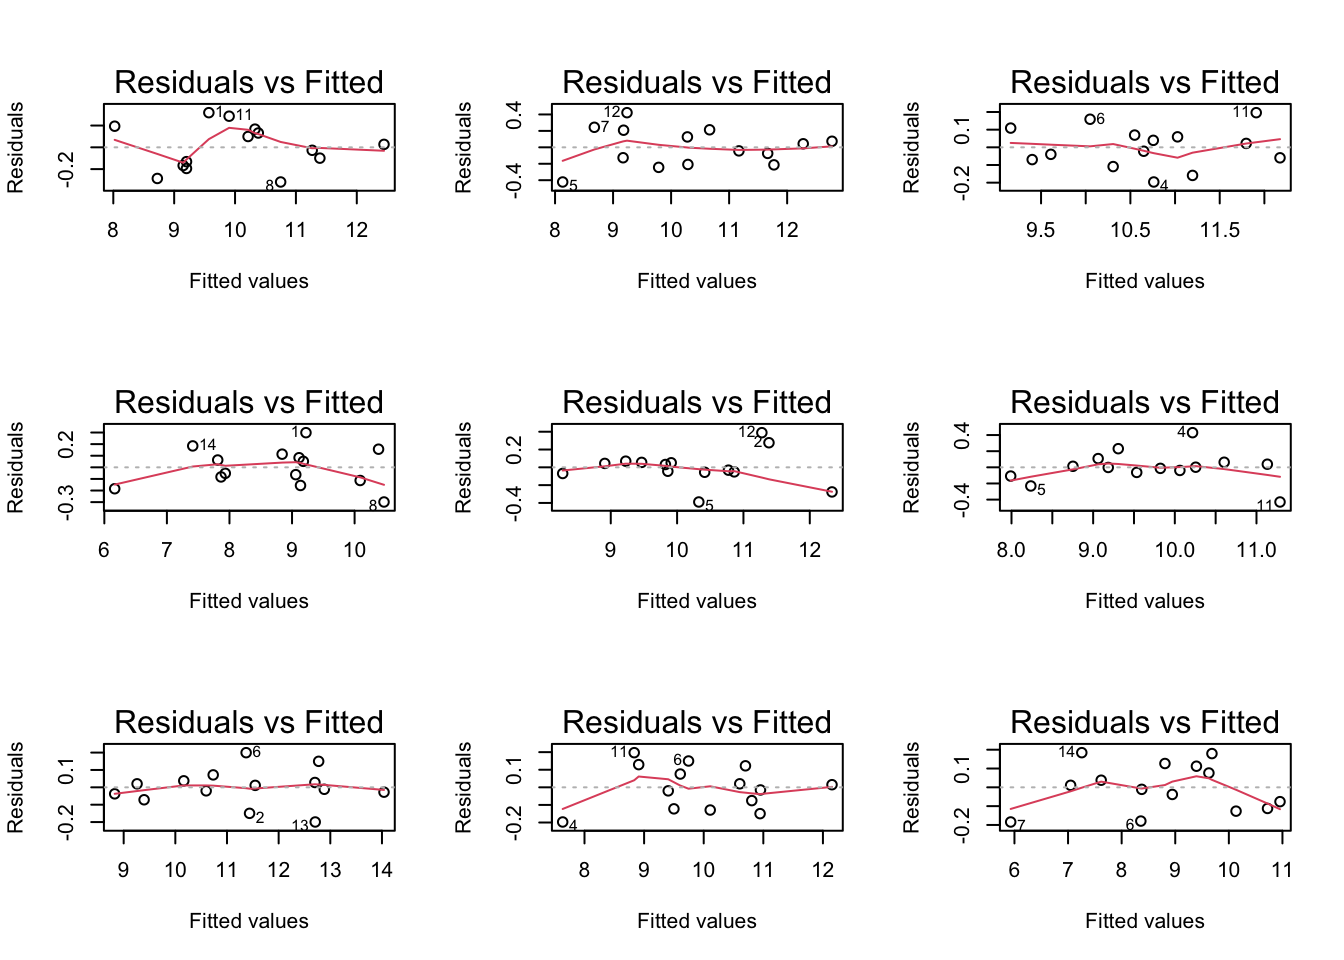 Residuals vs Fitted
Residuals
-0.2
1
11
8
8 9 10 11 12
Fitted values
Residuals vs Fitted
Residuals
-0.4 0.4
12
7
5
8 9 10 11 12
Fitted values
Residuals vs Fitted
Residuals
-0.2 0.1
6
11
4
9.5 10.5 11.5
Fitted values
Residuals vs Fitted
Residuals
-0.3 0.2
1
14
8
6 7 8 9 10
Fitted values
Residuals vs Fitted
Residuals
-0.4 0.2
12
2
5
9 10 11 12
Fitted values
Residuals vs Fitted
Residuals
-0.4 0.4
4
5
11
8.0 9.0 10.0 11.0
Fitted values
Residuals vs Fitted
Residuals
-0.2 0.1
6
2
13
9 10 11 12 13 14
Fitted values
Residuals vs Fitted
Residuals
-0.2 0.1
11
6
4
8 9 10 11 12
Fitted values
Residuals vs Fitted
Residuals
-0.2 0.1
14
7
6
6 7 8 9 10 11
Fitted values